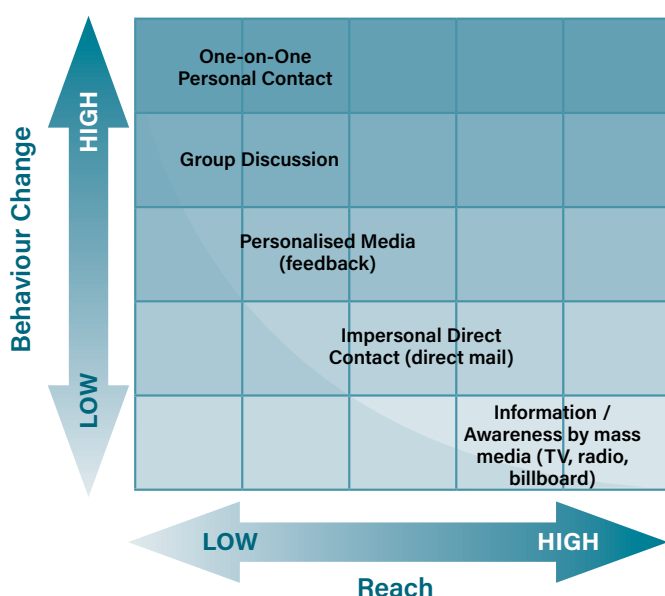 One-on-One
Personal Contact
HIGH
Group Discussion
Behaviour Change
Personalised Media
(feedback)
Impersonal Direct
Contact (direct mail)
LOW
Information /
Awareness by mass
media (TV, radio,
billboard)
LOW
HIGH
Reach